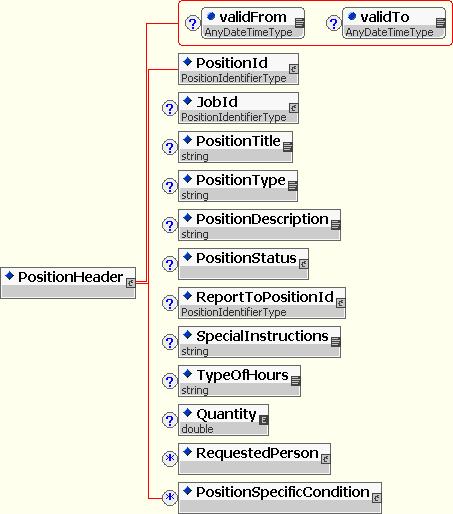 ? validFrom ? validTo
AnyDateTimeType AnyDateTimeType
PositionId
PositionIdentifierType
? JobId
PositionIdentifierType
? PositionTitle
string
? PositionType
string
? PositionDescription
string
? PositionStatus
PositionHeader
? ReportToPositionId
PositionIdentifierType
? SpecialInstructions
string
? TypeOfHours
string
? Quantity E
double
* RequestedPerson
* PositionSpecificCondition